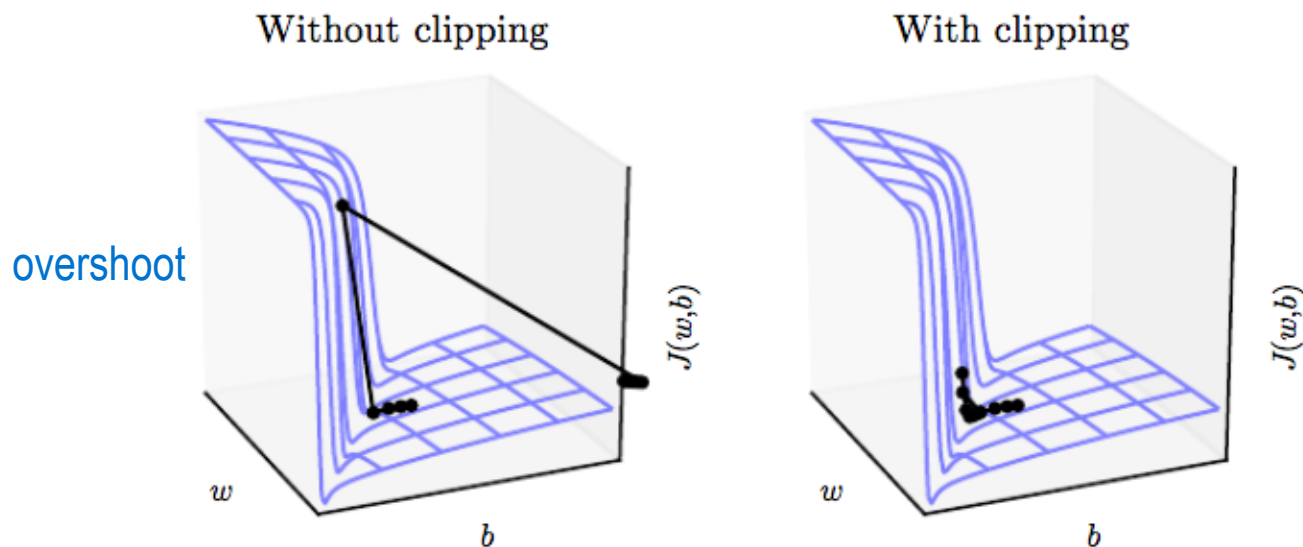 Without clipping
With clipping
overshoot
J(w,b)
w
b
J(w,b)
w
b